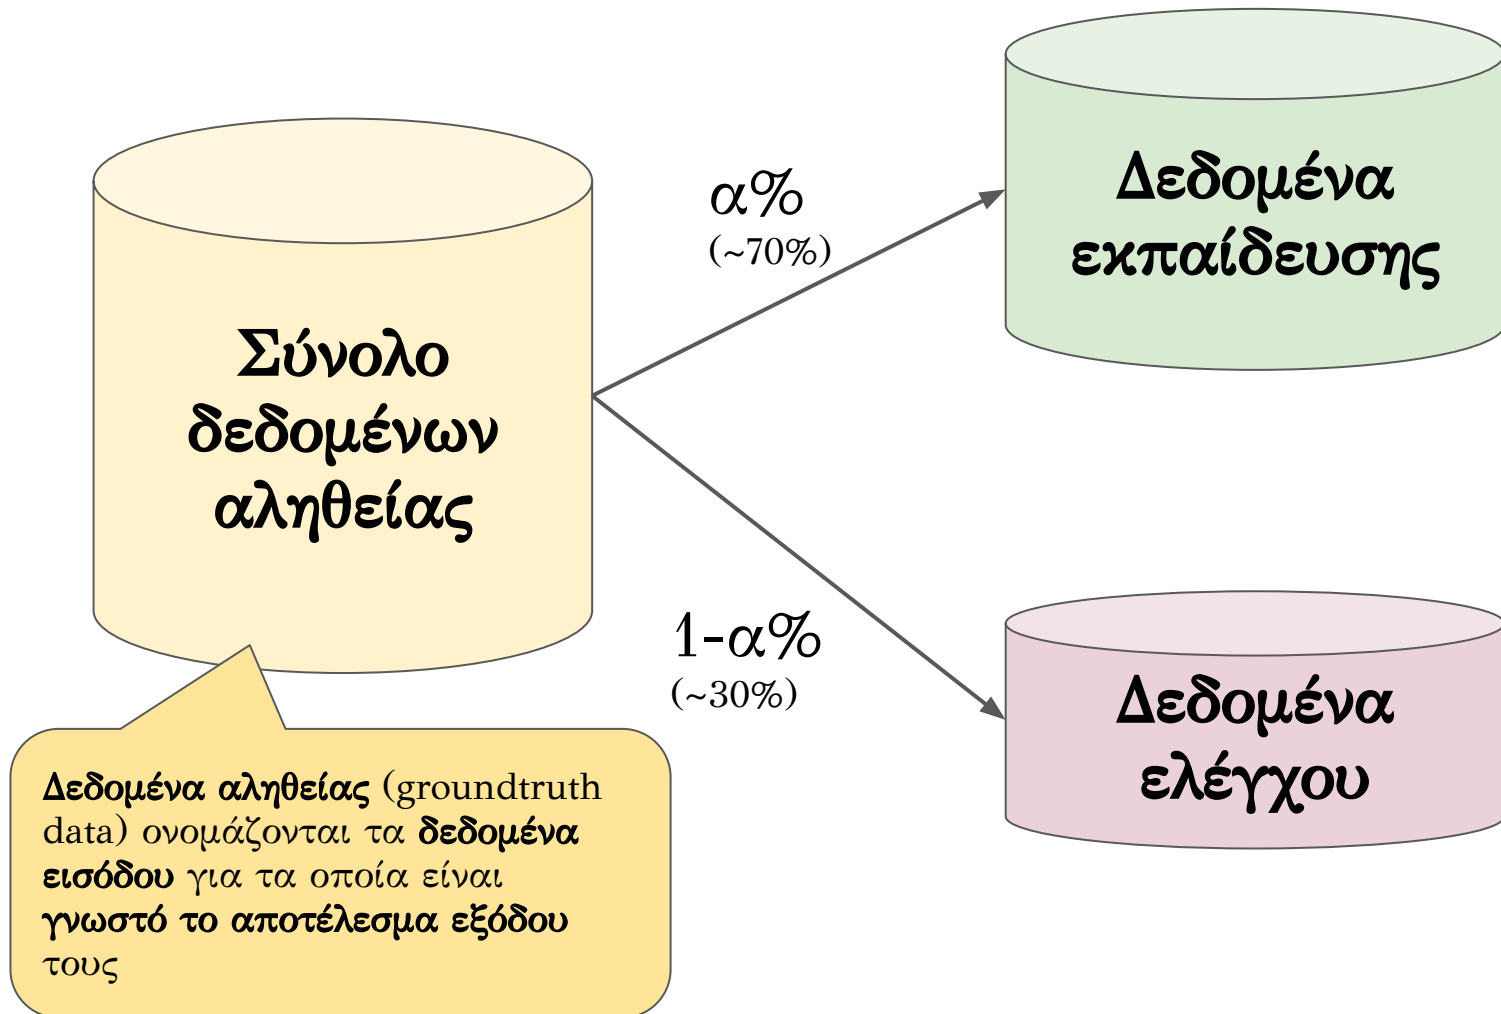 Σύνολο
δεδομένων
αληθείας
α%
(~70%)
Δεδομένα
εκπαίδευσης
1-α%
(~30%)
Δεδομένα
ελέγχου
Δεδομένα αληθείας (groundtruth
data) ονομάζονται τα δεδομένα
εισόδου για τα οποία είναι
γνωστό το αποτέλεσμα εξόδου
τους